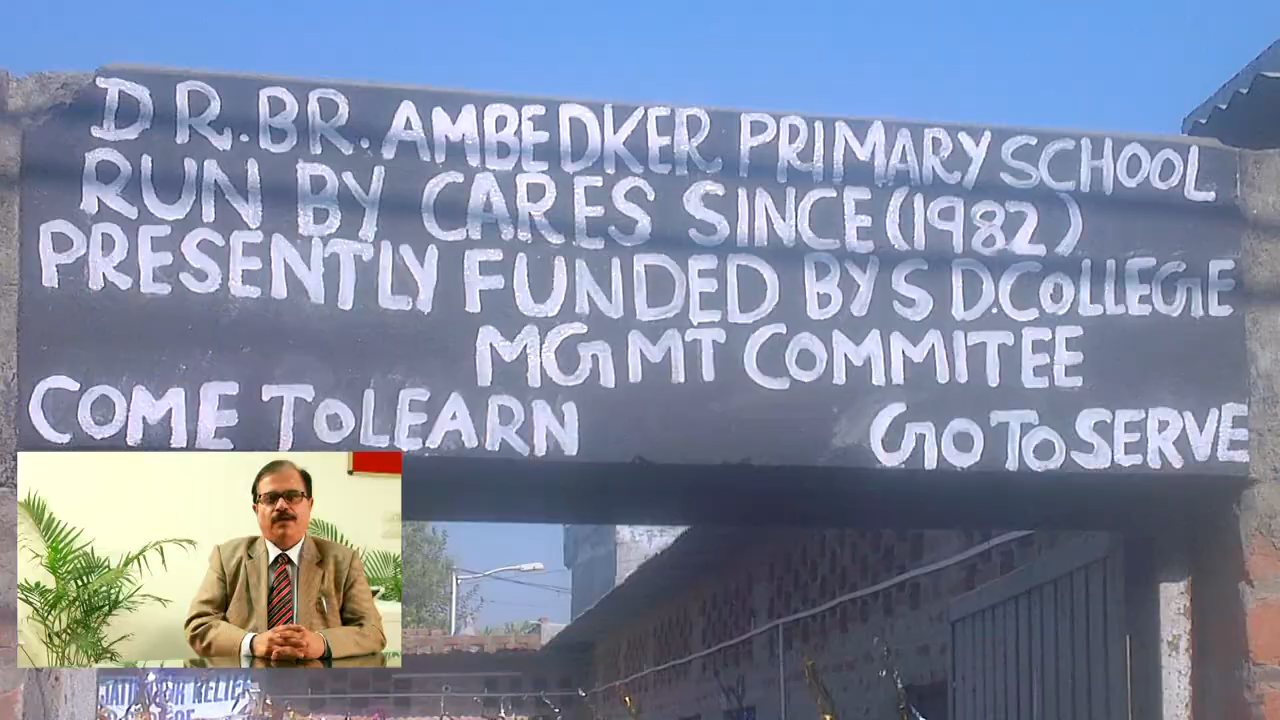 DR. BR. AMBEDKER PRIMARY SCHOOL
RUN BY CARES SINCE (1982)
PRESENTLY FUNDED BY S D. COLLEGE
MGMT COMMITEE
COME TO LEARN GO TO SERVE
RELIEF